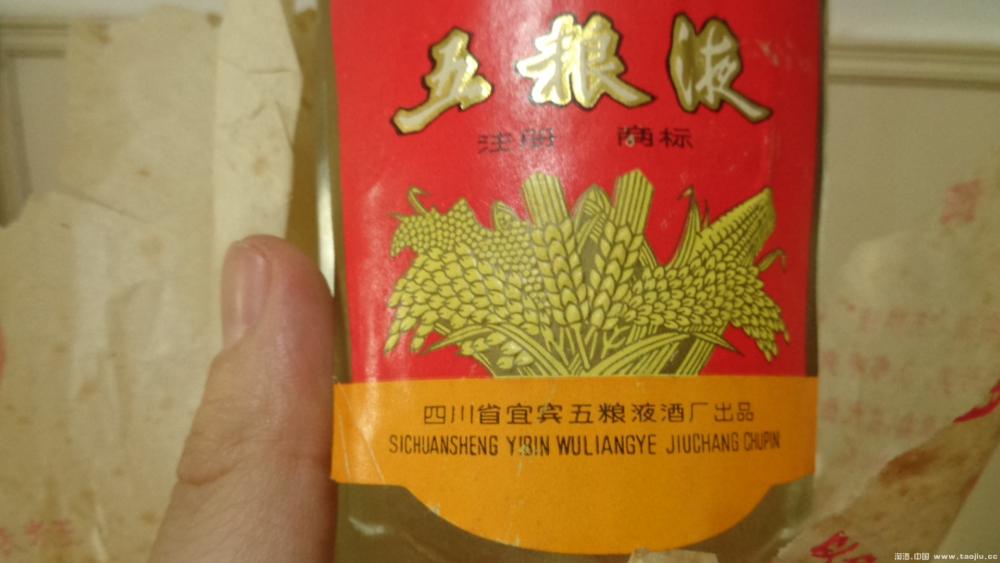 五粮液
注册 商标
四川省宜宾五粮液酒厂出品
SICHUANSHENG YIBIN WULIANGYE JIUCHANG CHUPIN
淘酒.中国 www.taojiu.cc